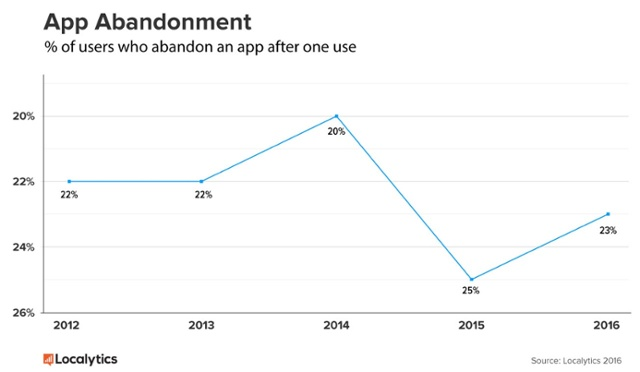 App Abandonment
% of users who abandon an app after one use
20%
20%
22%
22%
22%
24%
23%
25%
26%
2012 2013 2014 2015 2016
Localytics
Source: Localytics 2016